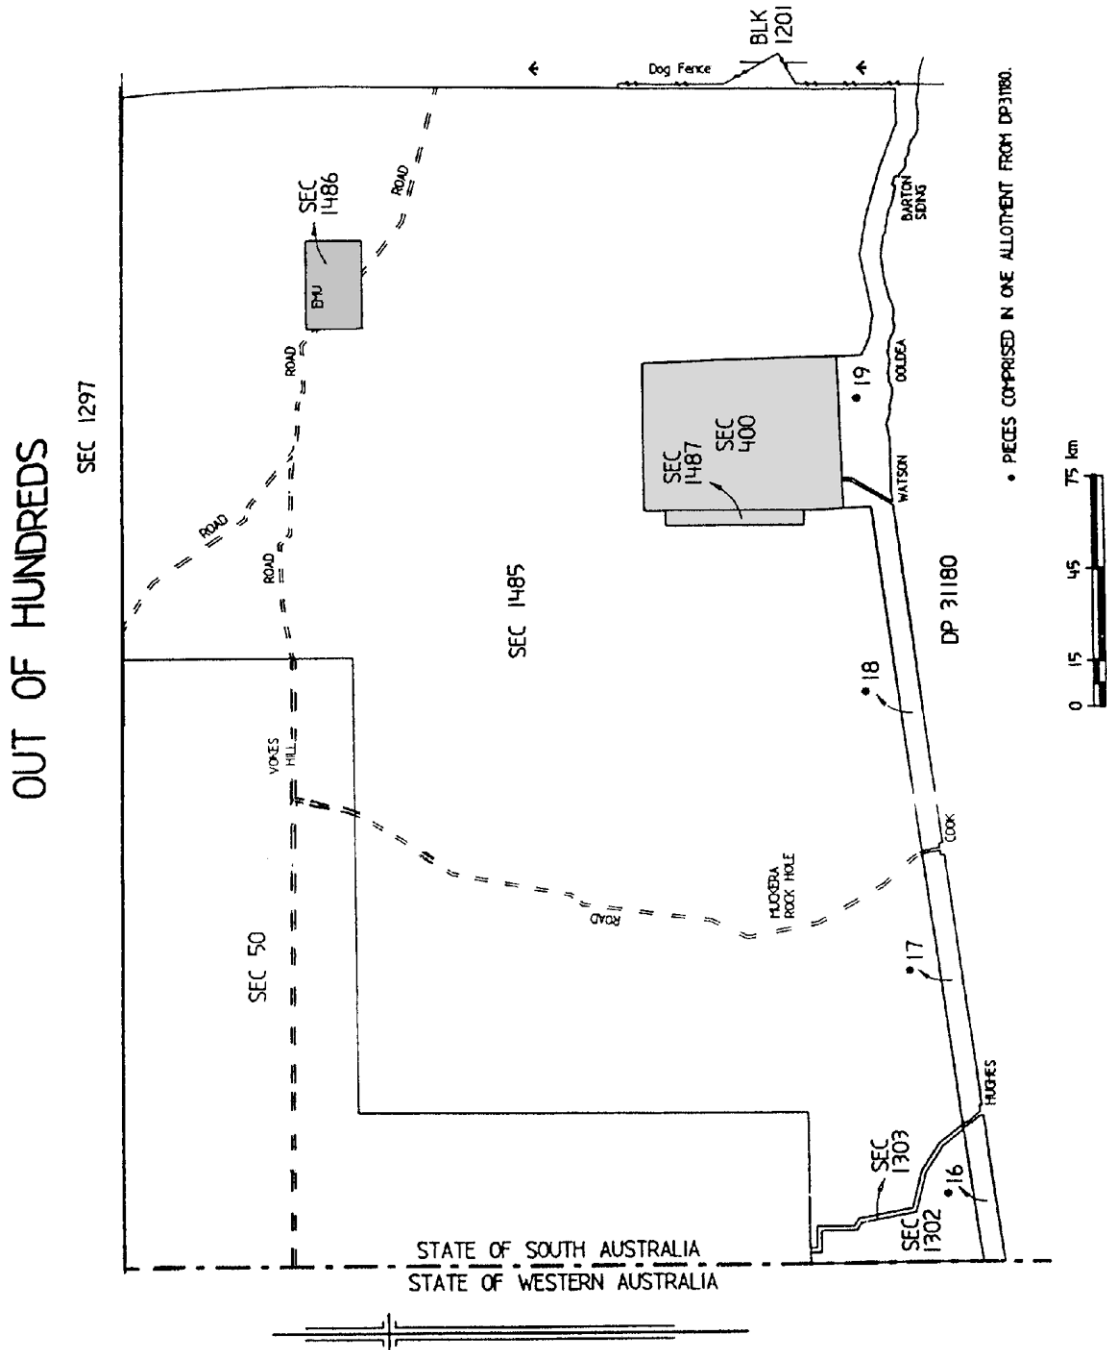 OUT OF HUNDREDS
SEC 1297
BLK
1201
Dog Fence
ROAD
SEC
1486
EMU
ROAD
ROAD
ROAD
VOKES
HILL
SEC 50
SEC 1485
SEC
400
SEC
1487
19
BARTON
SIDING
OOLDEA
WATSON
DP 31180
18
COOK
MUCKERA
ROCK HOLE
ROAD
17
HUGHES
SEC
1303
16
SEC
1302
STATE OF SOUTH AUSTRALIA
STATE OF WESTERN AUSTRALIA
• PIECES COMPRISED IN ONE ALLOTMENT FROM DP31180.
0 15 45 75 km